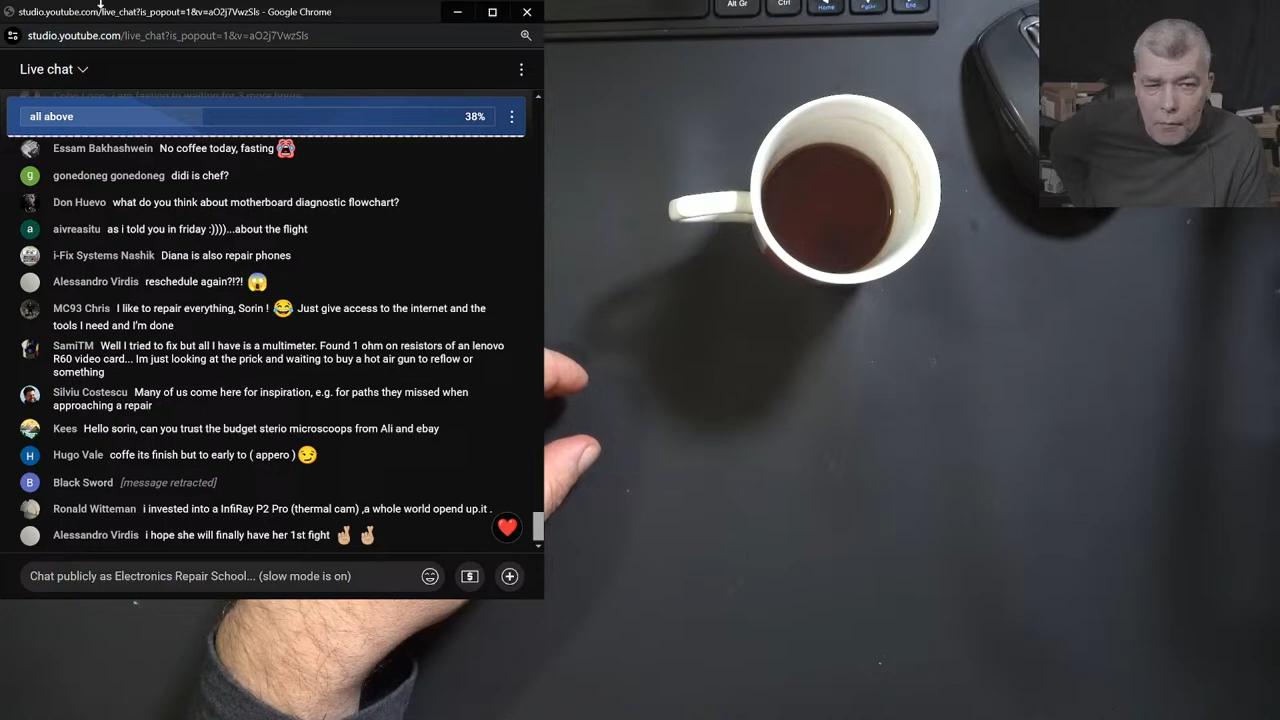 studio.youtube.com/live_chat?is_popout=1&v=aO2j7VwzSls - Google Chrome
studio.youtube.com/live_chat?is_popout=1&v=aO2j7VwzSls
Live chat
all above 38%
Essam Bakhashwein No coffee today, fasting 😭
g gonedoneg gonedoneg didi is chef?
Don Huevo what do you think about motherboard diagnostic flowchart?
a aivreasitu as i told you in friday :))))...about the flight
i-Fix Systems Nashik Diana is also repair phones
Alessandro Virdis reschedule again?!?! 😱
MC93 Chris I like to repair everything, Sorin ! 😂 Just give access to the internet and the
tools I need and I'm done
SamiTM Well I tried to fix but all I have is a multimeter. Found 1 ohm on resistors of an lenovo
R60 video card... Im just looking at the prick and waiting to buy a hot air gun to reflow or
something
Silviu Costescu Many of us come here for inspiration, e.g. for paths they missed when
approaching a repair
Kees Hello sorin, can you trust the budget sterio microscoops from Ali and ebay
H Hugo Vale coffe its finish but to early to ( appero ) 😏
B Black Sword [message retracted]
Ronald Witteman i invested into a InfiRay P2 Pro (thermal cam) ,a whole world opend up.it .
Alessandro Virdis i hope she will finally have her 1st fight 🤞 🤞
Chat publicly as Electronics Repair School... (slow mode is on)
Alt Gr
Ctrl
Home
PgDn
End